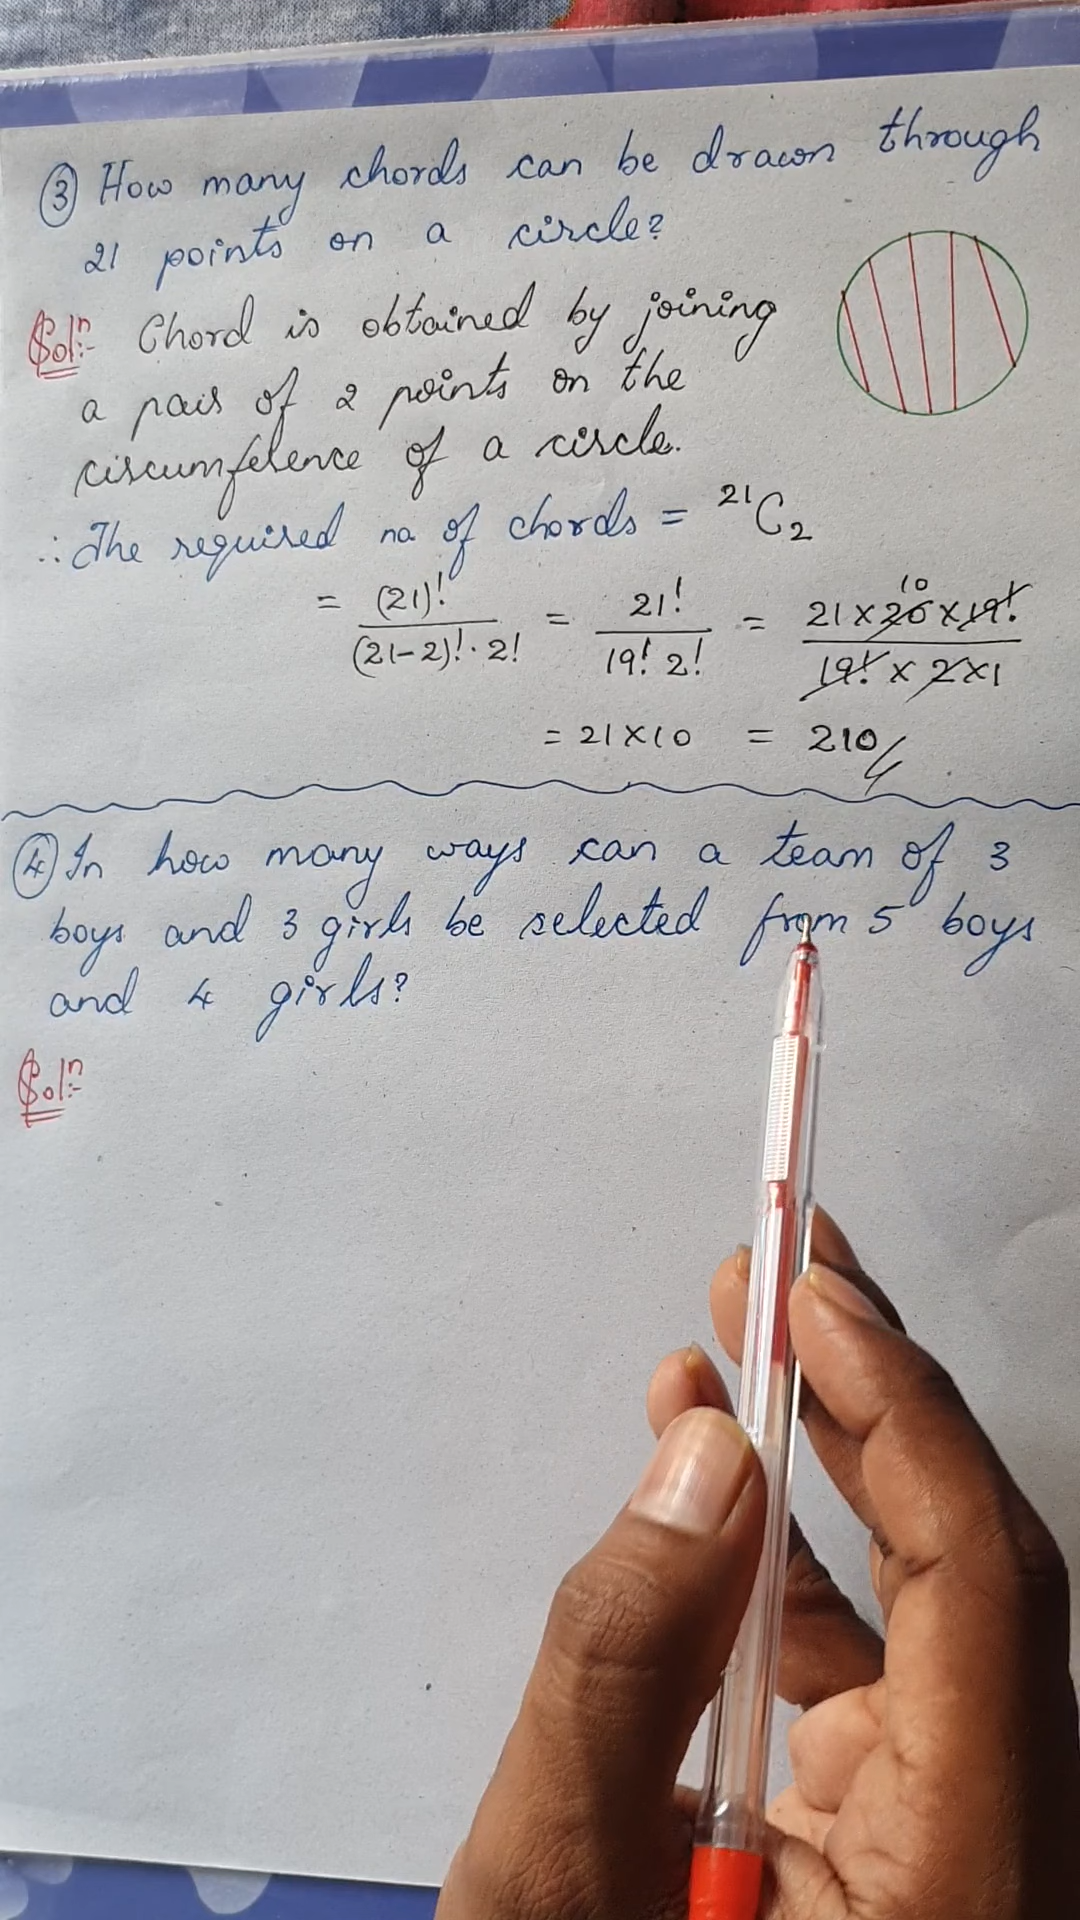 ③ How many chords can be drawn through
21 points on a circle?
Solⁿ:- Chord is obtained by joining
a pair of 2 points on the
circumference of a circle.
∴ The required no. of chords = ²¹C₂
= (21)! / (21-2)! · 2! = 21! / 19! 2! = 21 × 20 × 19! / 19! × 2 × 1
10
= 21 × 10 = 210
④ In how many ways can a team of 3
boys and 3 girls be selected from 5 boys
and 4 girls?
Solⁿ:-